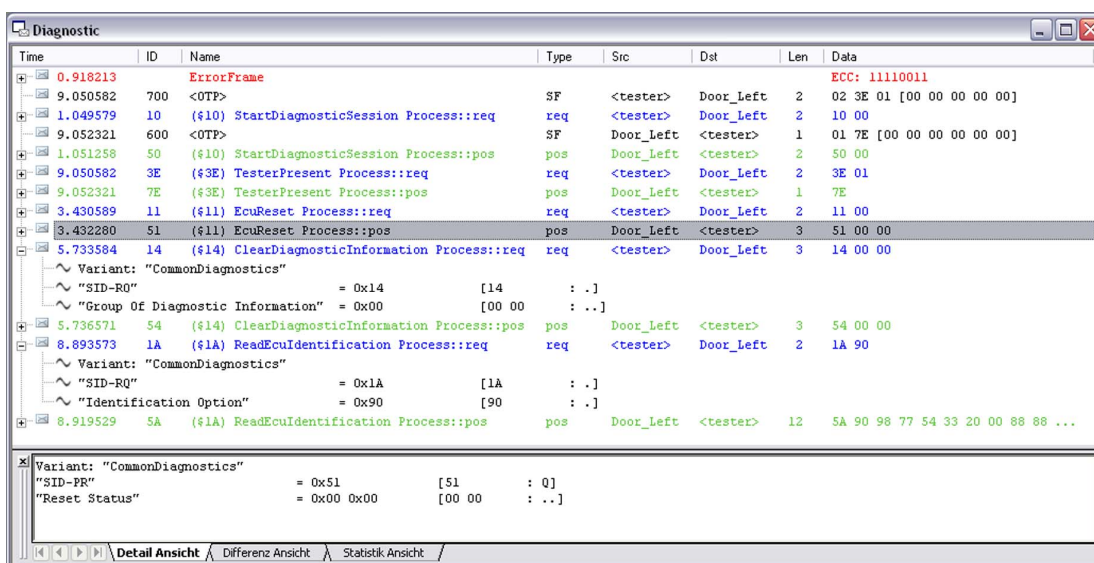 Diagnostic
Time ID Name Type Src Dst Len Data
0.918213 ErrorFrame ECC: 11110011
9.050582 700 <OTP> SF <tester> Door_Left 2 02 3E 01 [00 00 00 00 00]
1.049579 10 ($10) StartDiagnosticSession Process::req req <tester> Door_Left 2 10 00
9.052321 600 <OTP> SF Door_Left <tester> 1 01 7E [00 00 00 00 00 00]
1.051258 50 ($10) StartDiagnosticSession Process::pos pos Door_Left <tester> 2 50 00
9.050582 3E ($3E) TesterPresent Process::req req <tester> Door_Left 2 3E 01
9.052321 7E ($3E) TesterPresent Process::pos pos Door_Left <tester> 1 7E
3.430589 11 ($11) EcuReset Process::req req <tester> Door_Left 2 11 00
3.432280 51 ($11) EcuReset Process::pos pos Door_Left <tester> 3 51 00 00
5.733584 14 ($14) ClearDiagnosticInformation Process::req req <tester> Door_Left 3 14 00 00
Variant: "CommonDiagnostics"
"SID-RQ" = 0x14 [14 : .]
"Group Of Diagnostic Information" = 0x00 [00 00 : ..]
5.736571 54 ($14) ClearDiagnosticInformation Process::pos pos Door_Left <tester> 3 54 00 00
8.893573 1A ($1A) ReadEcuIdentification Process::req req <tester> Door_Left 2 1A 90
Variant: "CommonDiagnostics"
"SID-RQ" = 0x1A [1A : .]
"Identification Option" = 0x90 [90 : .]
8.919529 5A ($1A) ReadEcuIdentification Process::pos pos Door_Left <tester> 12 5A 90 98 77 54 33 20 00 88 88 ...
Variant: "CommonDiagnostics"
"SID-PR" = 0x51 [51 : Q]
"Reset Status" = 0x00 0x00 [00 00 : ..]
Detail Ansicht Differenz Ansicht Statistik Ansicht